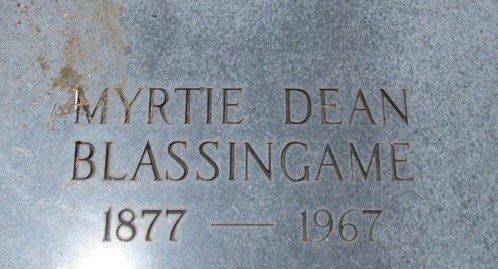 MYRTIE DEAN
BLASSINGAME
1877 — 1967